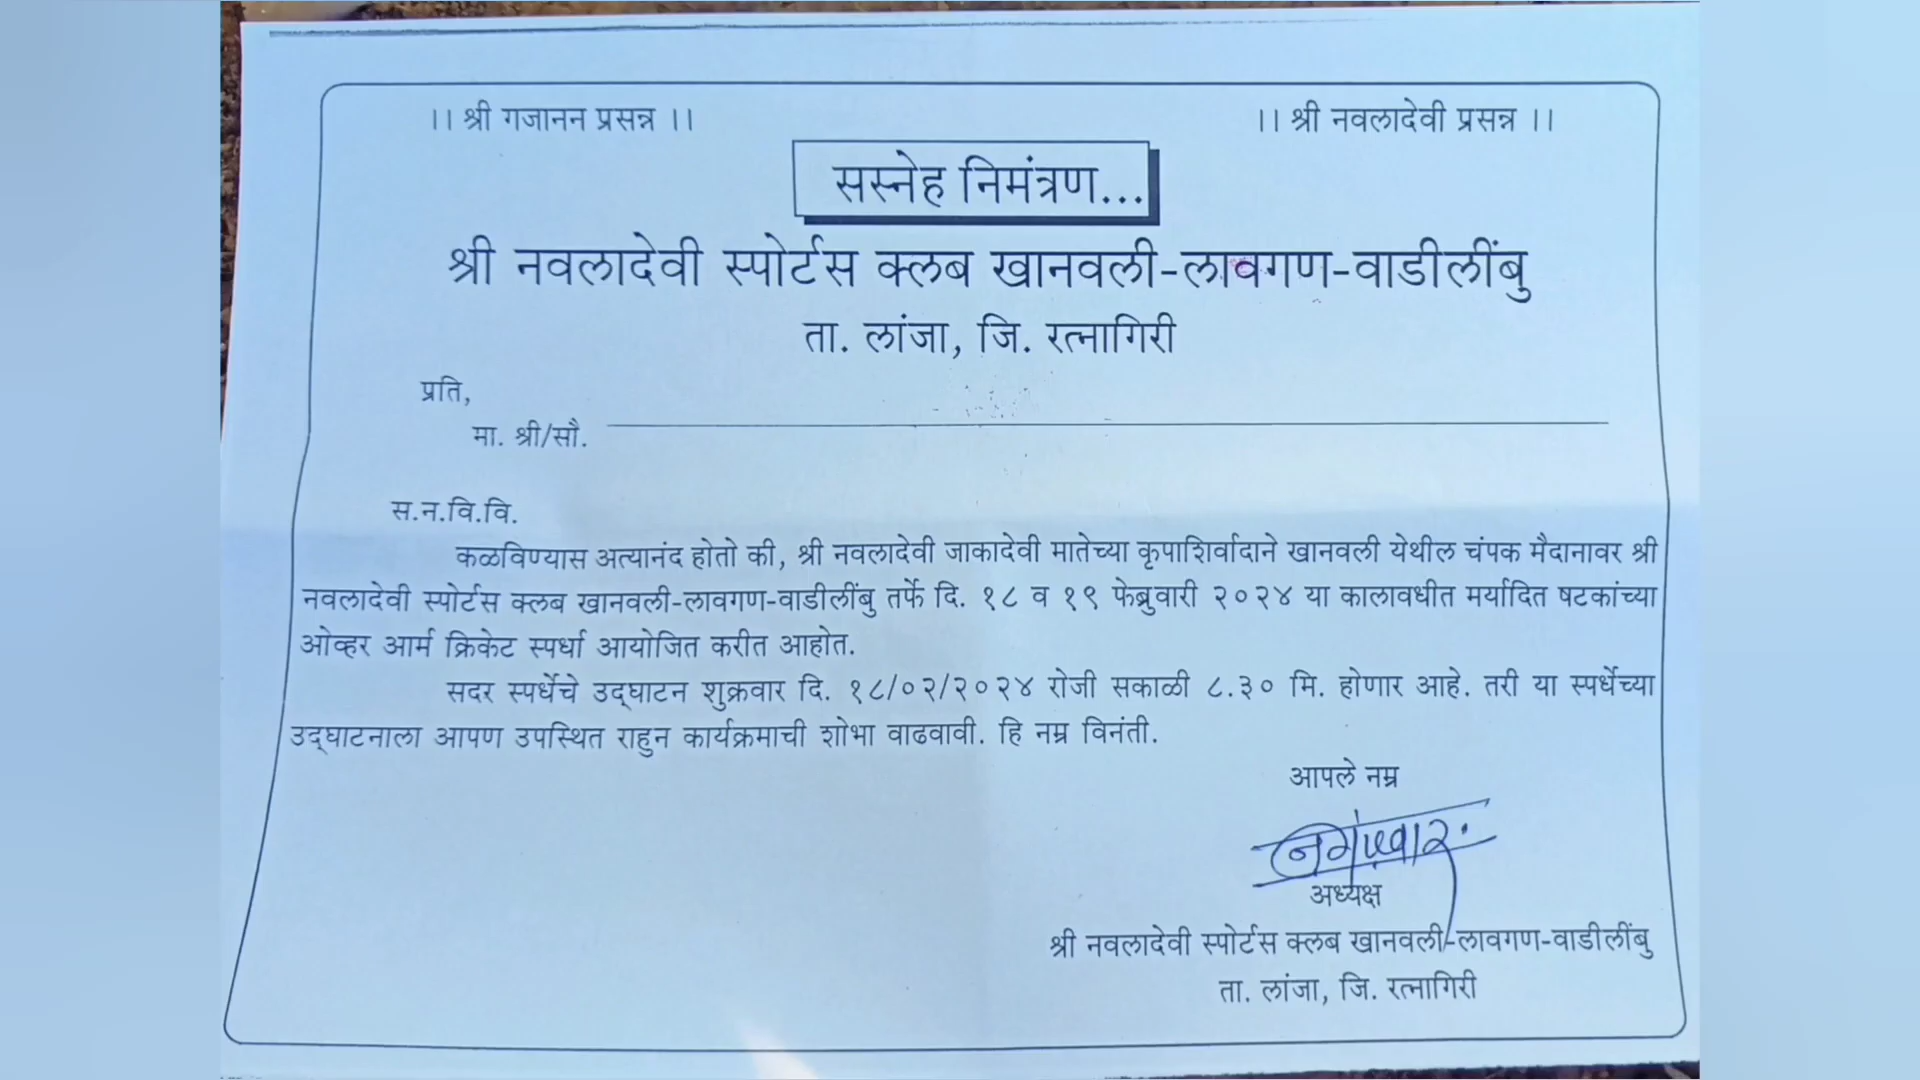 ।। श्री गजानन प्रसन्न ।। ।। श्री नवलादेवी प्रसन्न ।।
सस्नेह निमंत्रण...
श्री नवलादेवी स्पोर्टस क्लब खानवली-लावगण-वाडीलींबु
ता. लांजा, जि. रत्नागिरी
प्रति,
मा. श्री/सौ.
स.न.वि.वि.
कळविण्यास अत्यानंद होतो की, श्री नवलादेवी जाकादेवी मातेच्या कृपाशिर्वादाने खानवली येथील चंपक मैदानावर श्री
नवलादेवी स्पोर्टस क्लब खानवली-लावगण-वाडीलींबु तर्फे दि. १८ व १९ फेब्रुवारी २०२४ या कालावधीत मर्यादित षटकांच्या
ओव्हर आर्म क्रिकेट स्पर्धा आयोजित करीत आहोत.
सदर स्पर्धेचे उद्‌घाटन शुक्रवार दि. १८/०२/२०२४ रोजी सकाळी ८.३० मि. होणार आहे. तरी या स्पर्धेच्या
उद्‌घाटनाला आपण उपस्थित राहुन कार्यक्रमाची शोभा वाढवावी. हि नम्र विनंती.
आपले नम्र
अध्यक्ष
श्री नवलादेवी स्पोर्टस क्लब खानवली-लावगण-वाडीलींबु
ता. लांजा, जि. रत्नागिरी